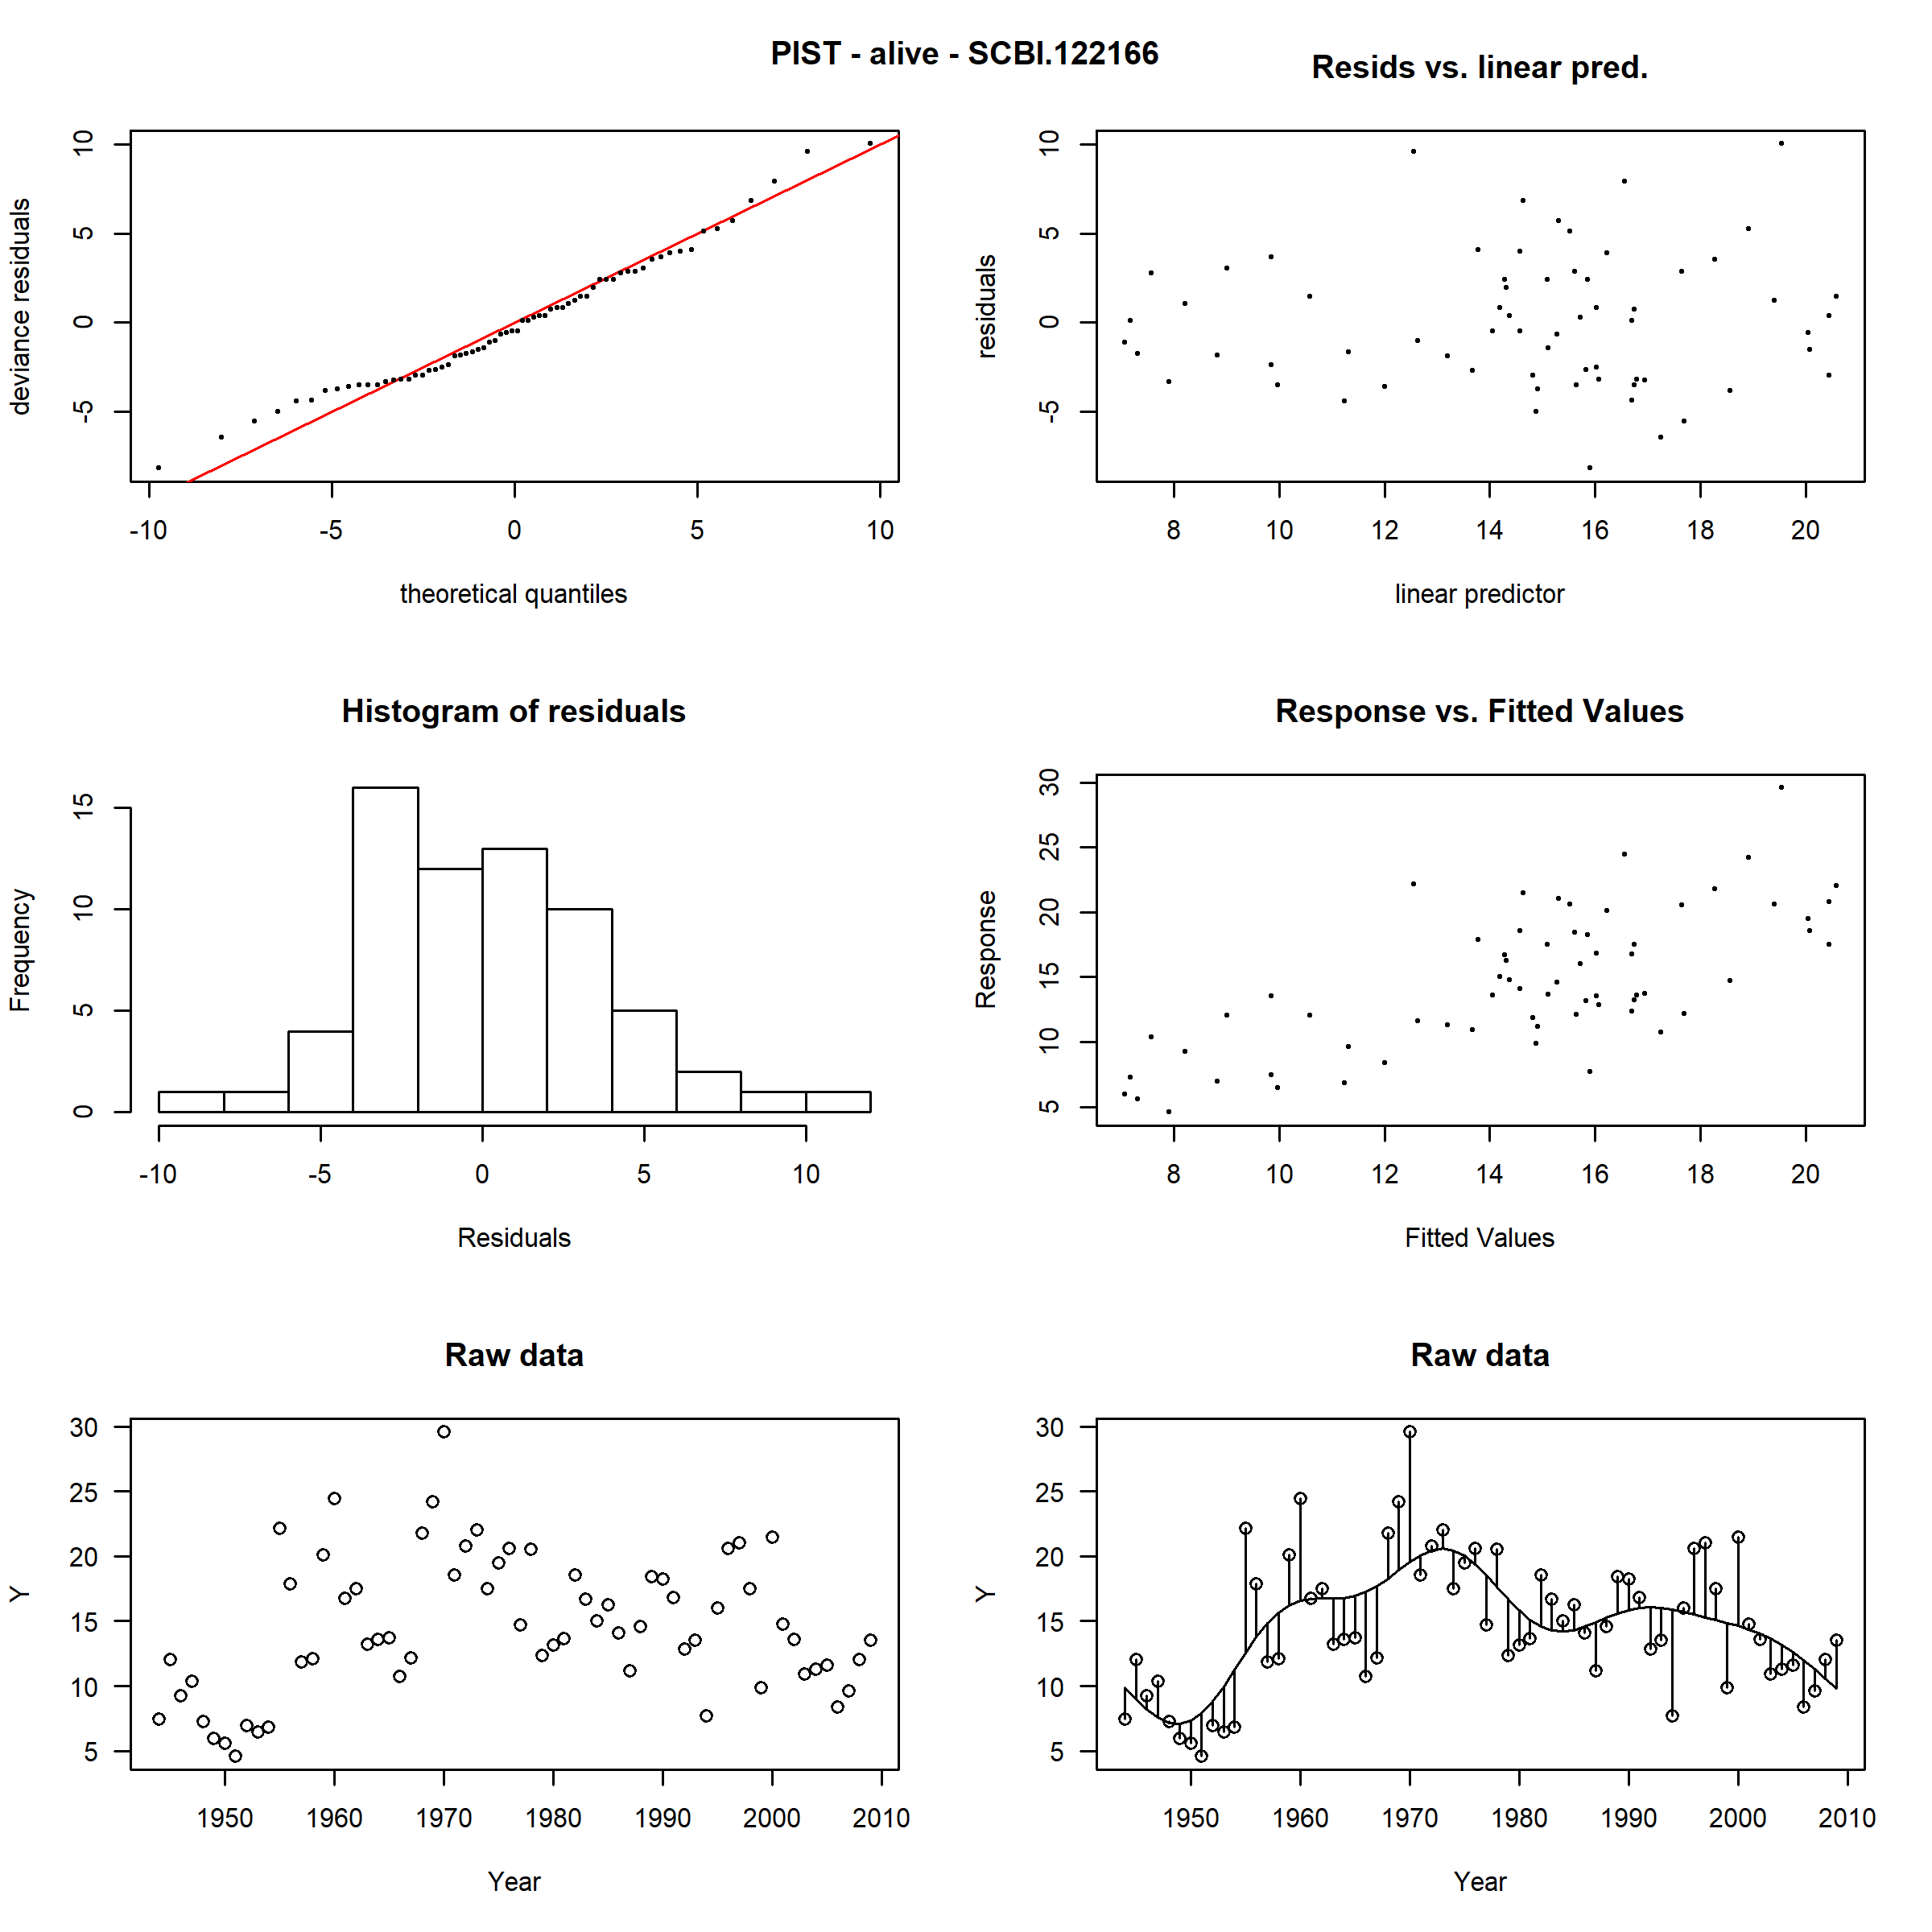 PIST - alive - SCBI.122166
Resids vs. linear pred.
deviance residuals
-5 0 5 10
-10 -5 0 5 10
theoretical quantiles
residuals
-5 0 5 10
8 10 12 14 16 18 20
linear predictor
Histogram of residuals
Frequency
0 5 10 15
-10 -5 0 5 10
Residuals
Response vs. Fitted Values
Response
5 10 15 20 25 30
8 10 12 14 16 18 20
Fitted Values
Raw data
Y
30
25
20
15
10
5
1950 1960 1970 1980 1990 2000 2010
Year
Raw data
Y
30
25
20
15
10
5
1950 1960 1970 1980 1990 2000 2010
Year